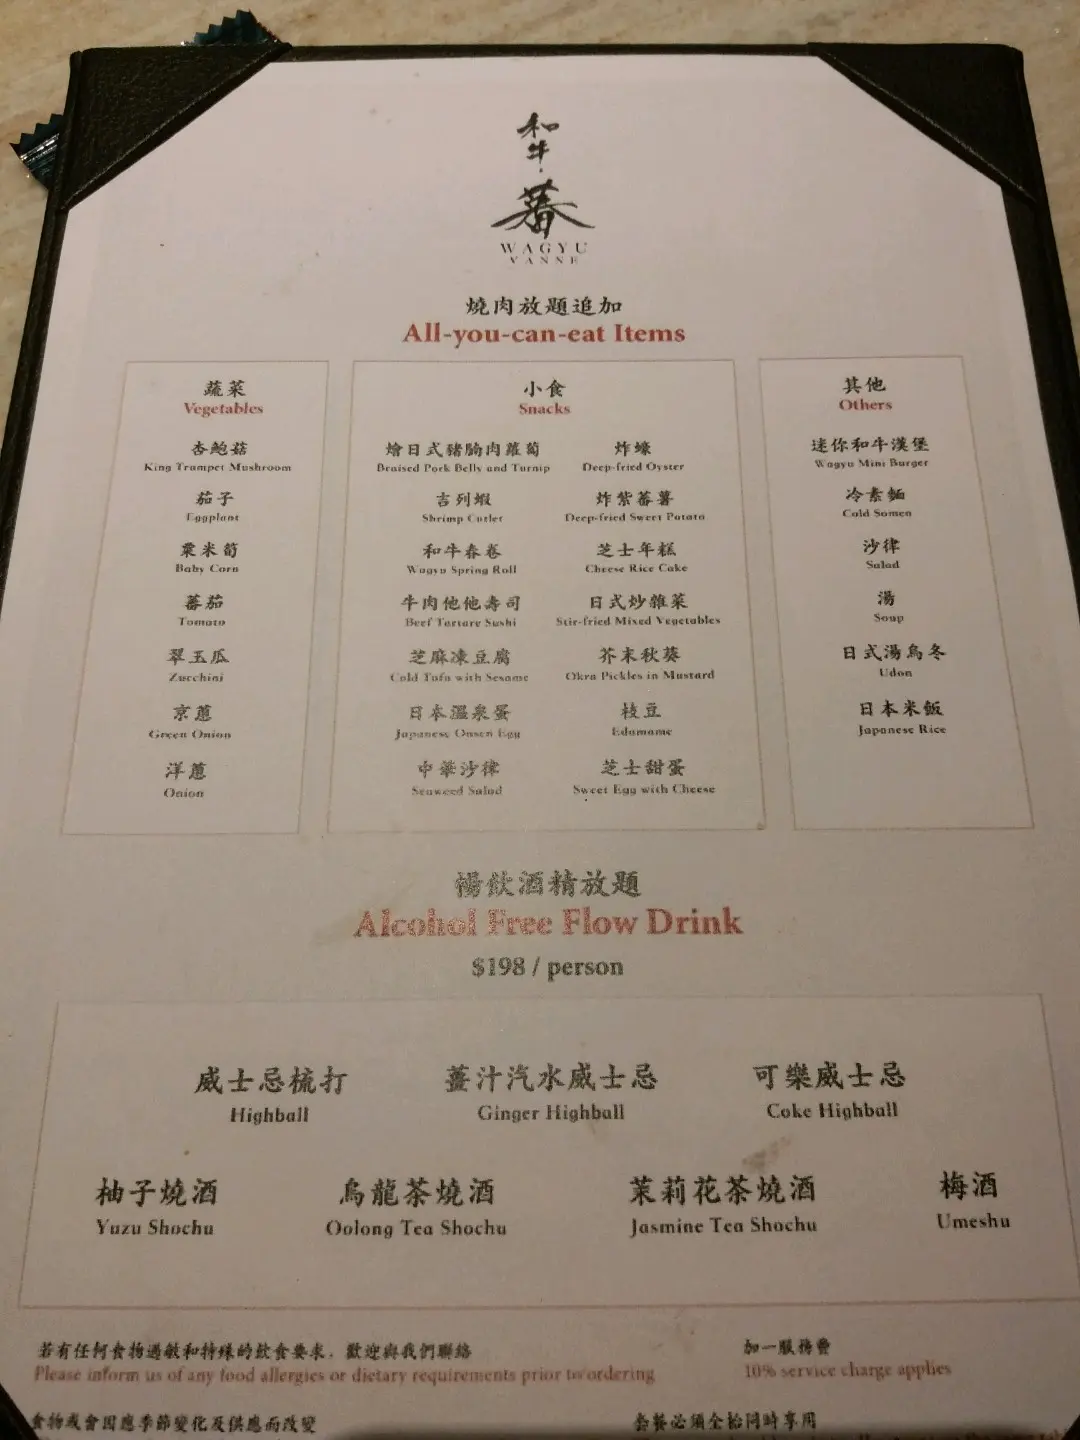 和牛
蕃
WAGYU
VANNE
燒肉放題追加
All-you-can-eat Items
蔬菜
Vegetables
杏鮑菇
King Trumpet Mushroom
茄子
Eggplant
粟米筍
Baby Corn
蕃茄
Tomato
翠玉瓜
Zucchini
京蔥
Green Onion
洋蔥
Onion
小食
Snacks
燴日式豬腩肉蘿蔔
Braised Pork Belly and Turnip
吉列蝦
Shrimp Cutlet
和牛春卷
Wagyu Spring Roll
牛肉他他壽司
Beef Tartare Sushi
芝麻凍豆腐
Cold Tofu with Sesame
日本溫泉蛋
Japanese Onsen Egg
中華沙律
Seaweed Salad
炸蠔
Deep-fried Oyster
炸紫蕃薯
Deep-fried Sweet Potato
芝士年糕
Cheese Rice Cake
日式炒雜菜
Stir-fried Mixed Vegetables
芥末秋葵
Okra Pickles in Mustard
枝豆
Edamame
芝士甜蛋
Sweet Egg with Cheese
其他
Others
迷你和牛漢堡
Wagyu Mini Burger
冷素麵
Cold Somen
沙律
Salad
湯
Soup
日式湯烏冬
Udon
日本米飯
Japanese Rice
暢飲酒精放題
Alcohol Free Flow Drink
$198 / person
威士忌梳打
Highball
薑汁汽水威士忌
Ginger Highball
可樂威士忌
Coke Highball
柚子燒酒
Yuzu Shochu
烏龍茶燒酒
Oolong Tea Shochu
茉莉花茶燒酒
Jasmine Tea Shochu
梅酒
Umeshu
若有任何食物過敏和特殊的飲食要求，歡迎與我們聯絡
Please inform us of any food allergies or dietary requirements prior to ordering
加一服務費
10% service charge applies
食物或會因應季節變化及供應而改變
套餐必須全枱同時享用